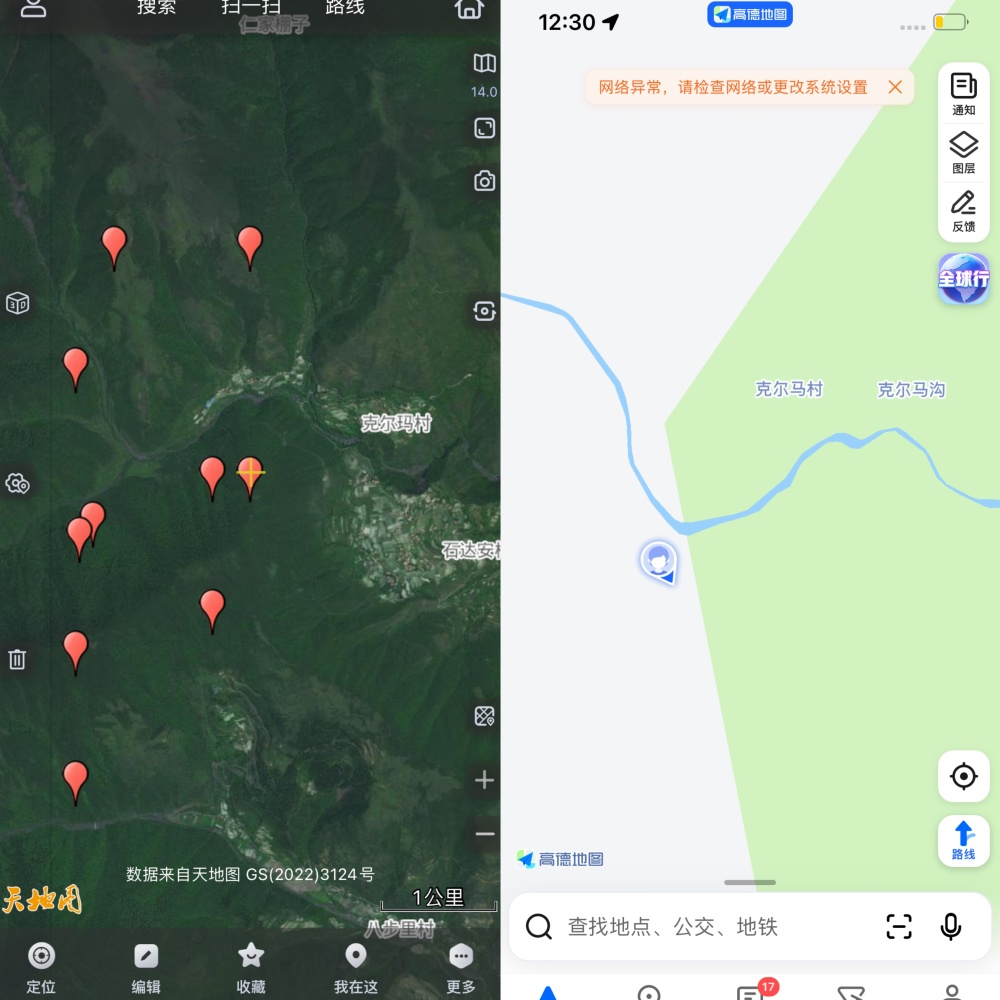 搜索
扫一扫
路线
仁家棚子
14.0
3D
克尔玛村
石达安村
数据来自天地图 GS(2022)3124号
天地图
1公里
八步里村
定位
编辑
收藏
我在这
更多
12:30
高德地图
网络异常，请检查网络或更改系统设置
通知
图层
反馈
全球行
克尔马村
克尔马沟
路线
高德地图
查找地点、公交、地铁
17